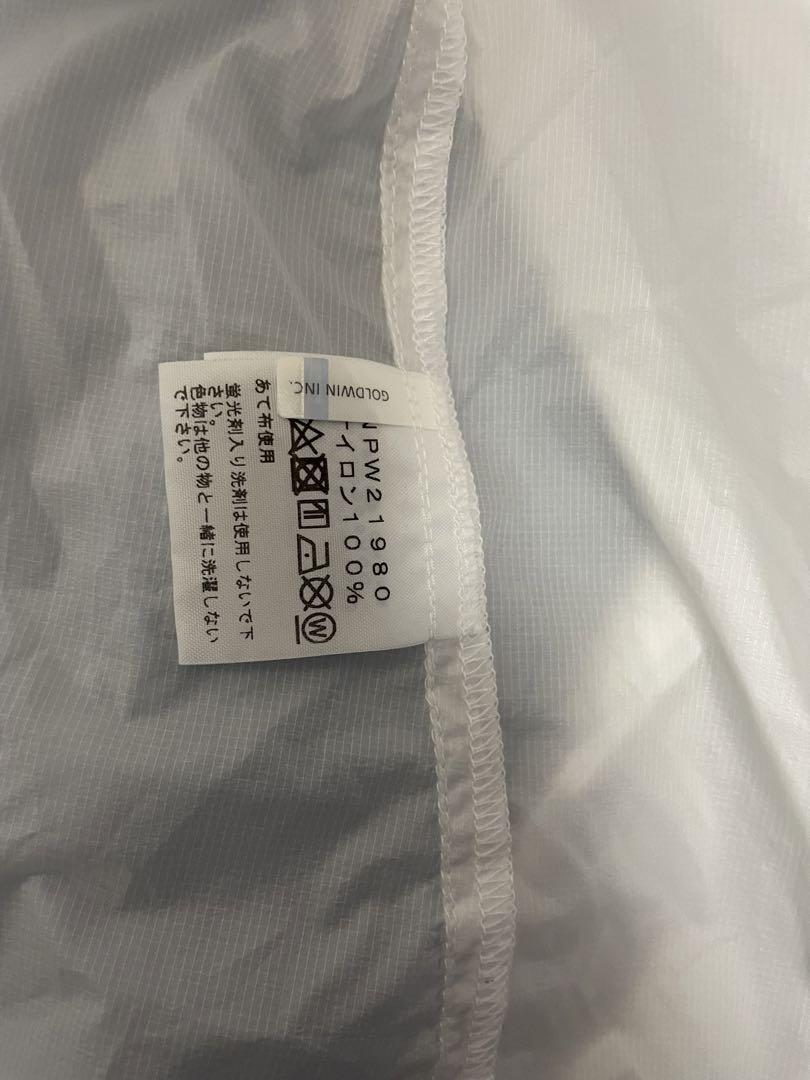 GOLDWIN INC.
NPW21980
イロン100%
W
あて布使用
蛍光剤入り洗剤は使用しないで下
さい。
色物は他の物と一緒に洗濯しない
で下さい。